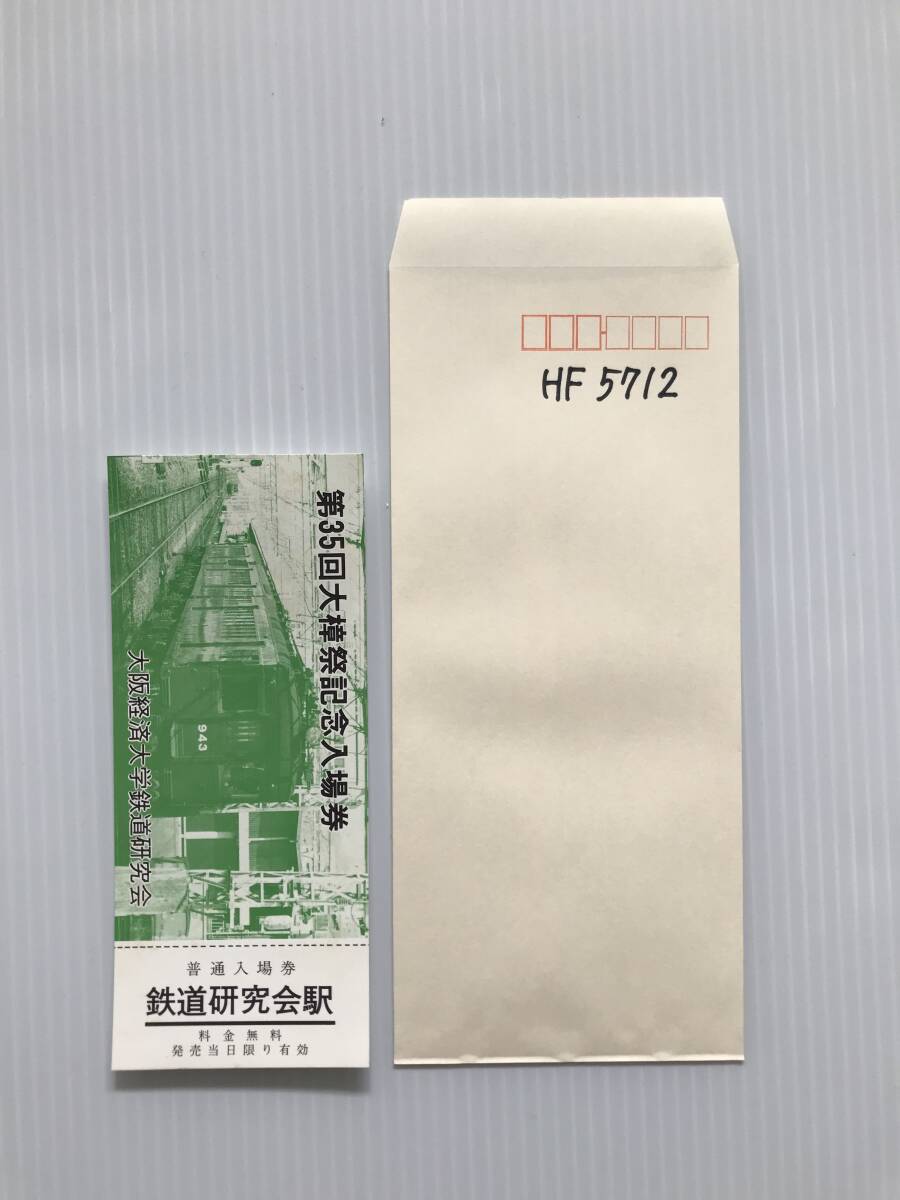 第35回大樟祭記念入場券
943
大阪経済大学鉄道研究会
普通入場券
鉄道研究会駅
料金無料
発売当日限り有効
HF 5712